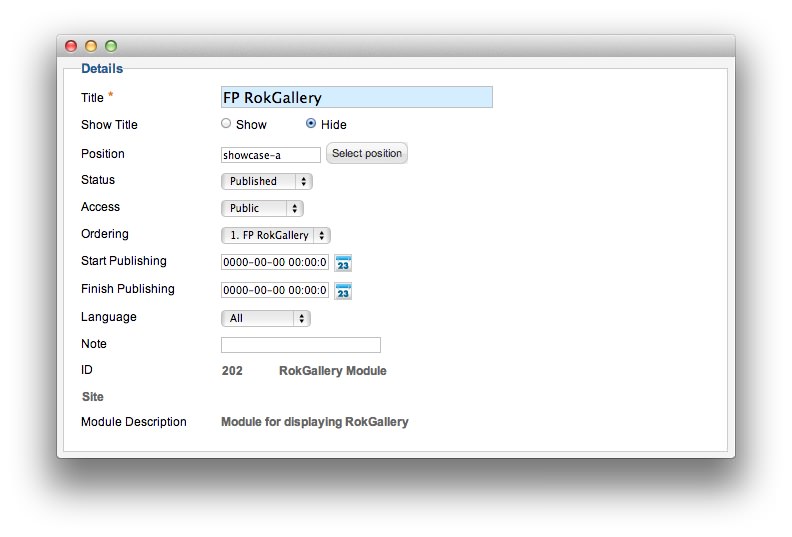 Details
Title * FP RokGallery
Show Title Show Hide
Position showcase-a Select position
Status Published
Access Public
Ordering 1. FP RokGallery
Start Publishing 0000-00-00 00:00:0 23
Finish Publishing 0000-00-00 00:00:0 23
Language All
Note
ID 202 RokGallery Module
Site
Module Description Module for displaying RokGallery